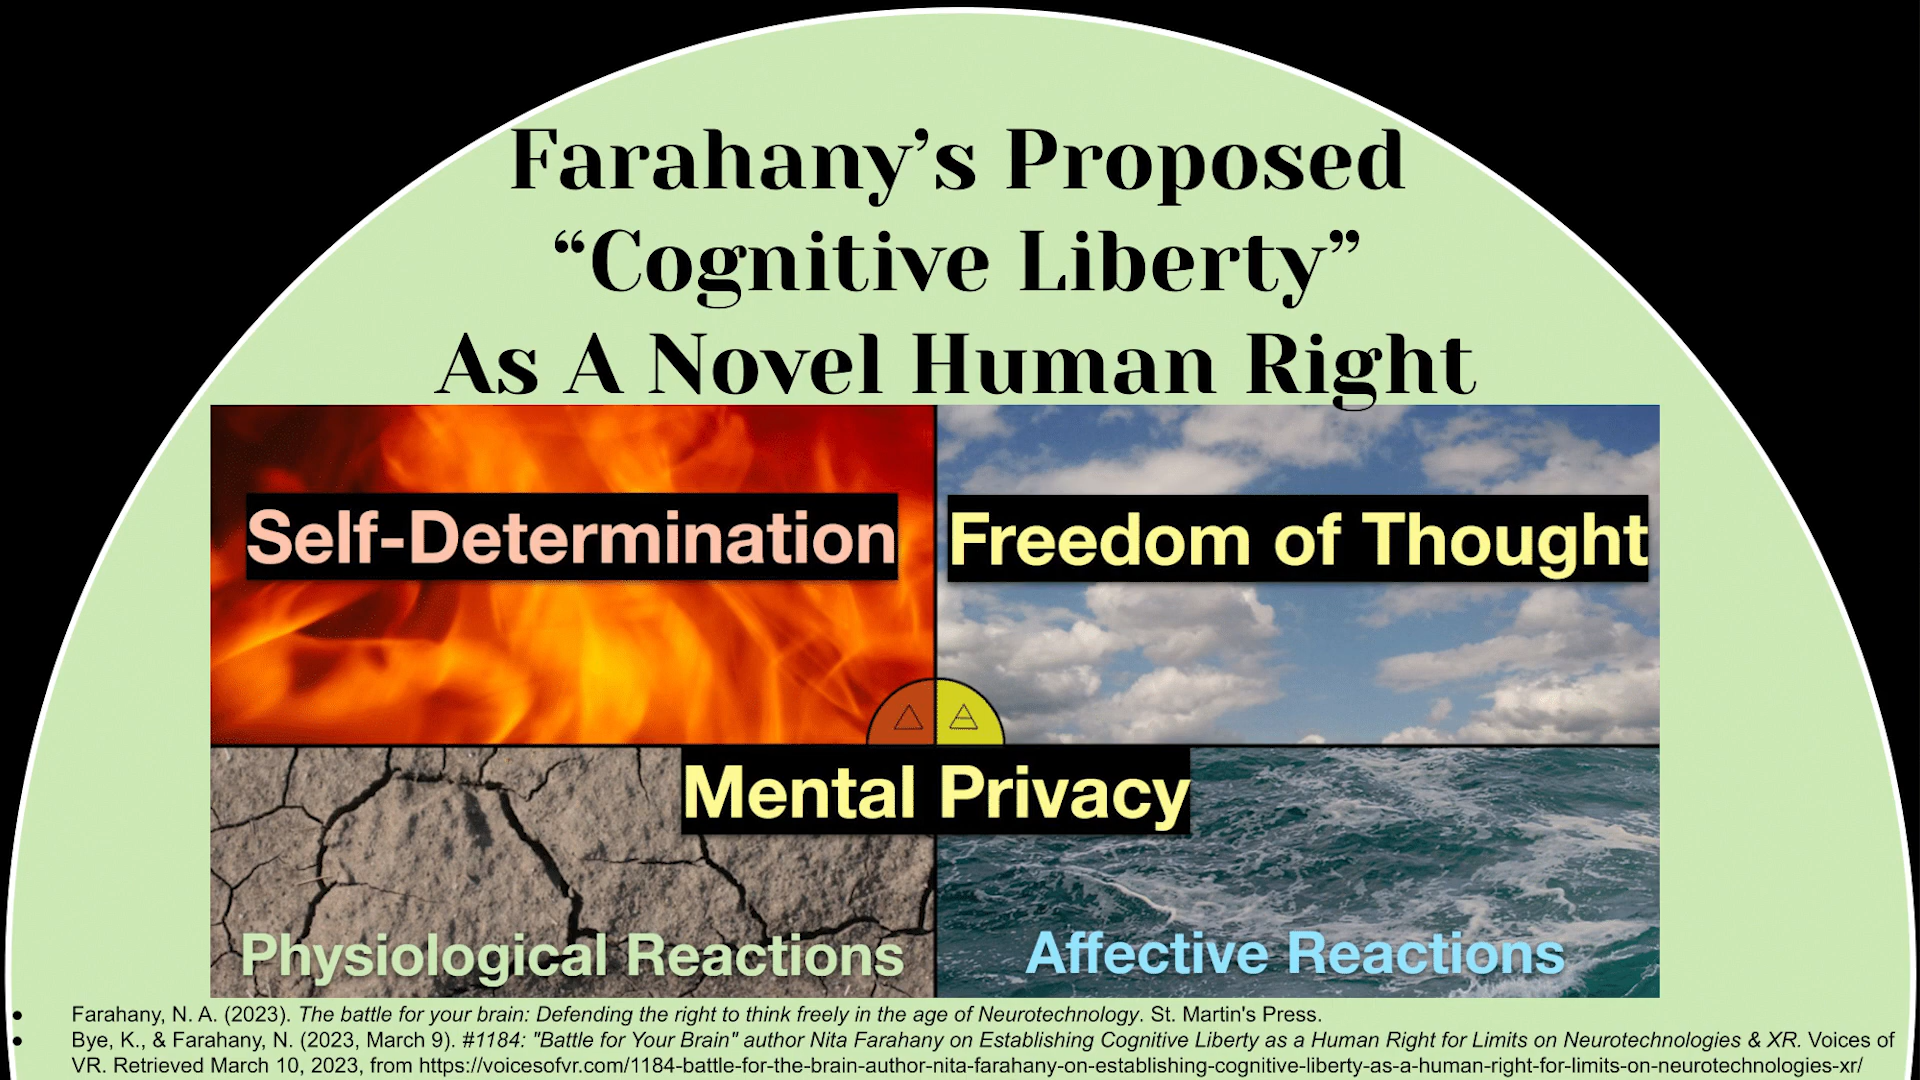 Farahany’s Proposed
“Cognitive Liberty”
As A Novel Human Right
Self-Determination
Freedom of Thought
Mental Privacy
Physiological Reactions
Affective Reactions
● Farahany, N. A. (2023). The battle for your brain: Defending the right to think freely in the age of Neurotechnology. St. Martin's Press.
● Bye, K., & Farahany, N. (2023, March 9). #1184: "Battle for Your Brain" author Nita Farahany on Establishing Cognitive Liberty as a Human Right for Limits on Neurotechnologies & XR. Voices of
VR. Retrieved March 10, 2023, from https://voicesofvr.com/1184-battle-for-the-brain-author-nita-farahany-on-establishing-cognitive-liberty-as-a-human-right-for-limits-on-neurotechnologies-xr/